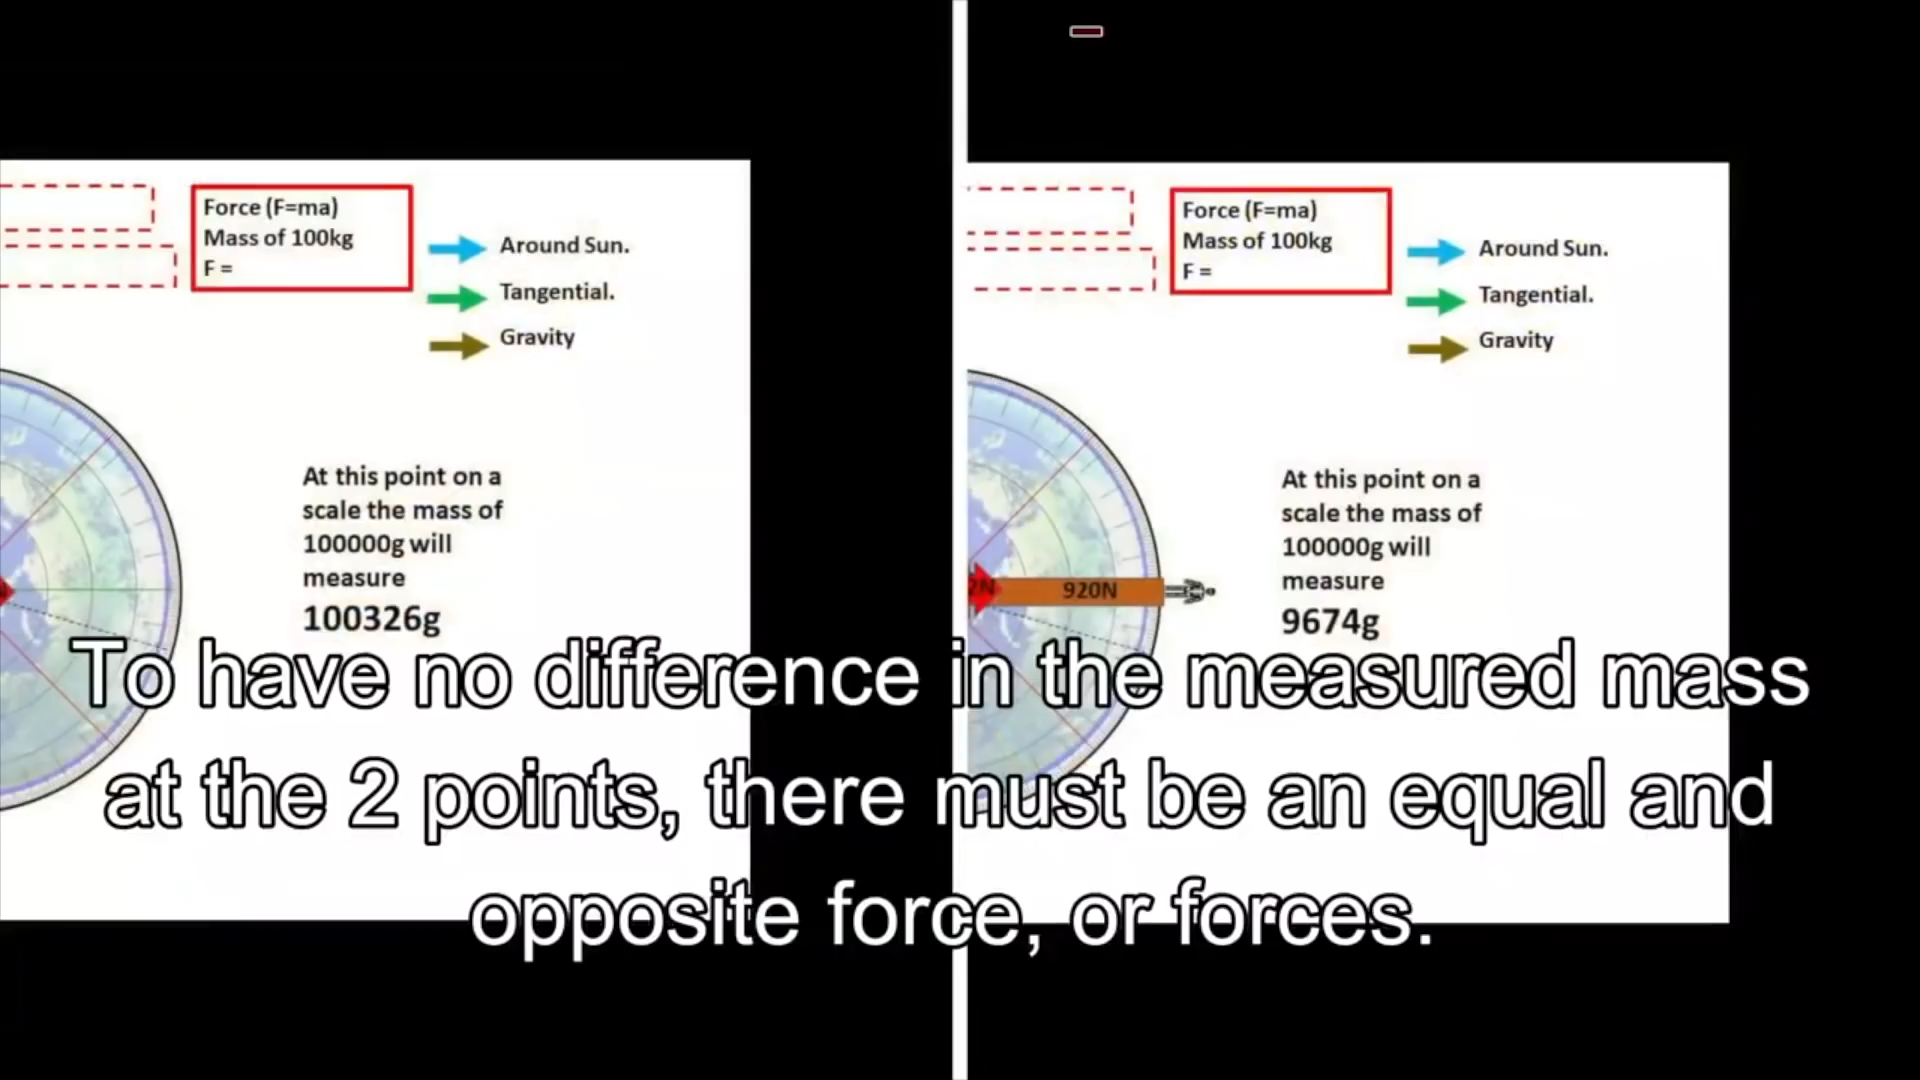 Force (F=ma)
Mass of 100kg
F =
Around Sun.
Tangential.
Gravity
At this point on a
scale the mass of
100000g will
measure
100326g
Force (F=ma)
Mass of 100kg
F =
Around Sun.
Tangential.
Gravity
920N
At this point on a
scale the mass of
100000g will
measure
9674g
To have no difference in the measured mass
at the 2 points, there must be an equal and
opposite force, or forces.